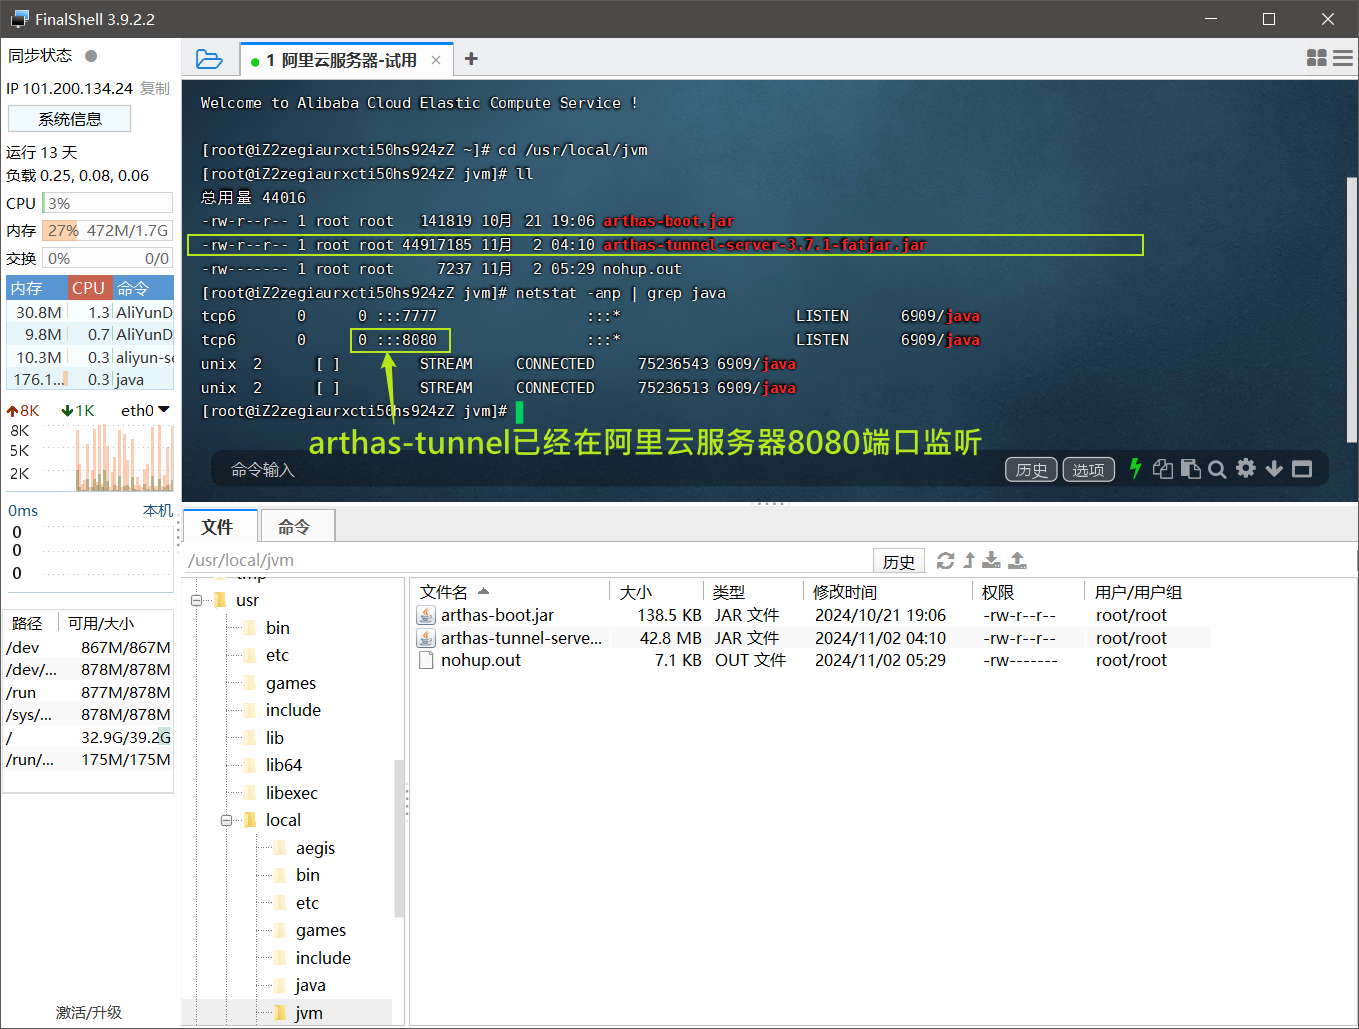 FinalShell 3.9.2.2
同步状态
IP 101.200.134.24 复制
系统信息
运行 13 天
负载 0.25, 0.08, 0.06
CPU 3%
内存 27% 472M/1.7G
交换 0% 0/0
内存 CPU 命令
30.8M 1.3 AliYunD
9.8M 0.7 AliYunD
10.3M 0.3 aliyun-se
176.1... 0.3 java
8K 1K eth0
8K
5K
2K
0ms 本机
0
0
0
路径 可用/大小
/dev 867M/867M
/dev/... 878M/878M
/run 877M/878M
/sys/... 878M/878M
/ 32.9G/39.2G
/run/... 175M/175M
激活/升级
1 阿里云服务器-试用 × +
Welcome to Alibaba Cloud Elastic Compute Service !
[root@iZ2zegiaurxcti50hs924zZ ~]# cd /usr/local/jvm
[root@iZ2zegiaurxcti50hs924zZ jvm]# ll
总用量 44016
-rw-r--r-- 1 root root 141819 10月 21 19:06 arthas-boot.jar
-rw-r--r-- 1 root root 44917185 11月 2 04:10 arthas-tunnel-server-3.7.1-fatjar.jar
-rw------- 1 root root 7237 11月 2 05:29 nohup.out
[root@iZ2zegiaurxcti50hs924zZ jvm]# netstat -anp | grep java
tcp6 0 0 :::7777 :::* LISTEN 6909/java
tcp6 0 0 :::8080 :::* LISTEN 6909/java
unix 2 [ ] STREAM CONNECTED 75236543 6909/java
unix 2 [ ] STREAM CONNECTED 75236513 6909/java
[root@iZ2zegiaurxcti50hs924zZ jvm]#
arthas-tunnel已经在阿里云服务器8080端口监听
命令输入 历史 选项
文件 命令
/usr/local/jvm 历史
tmp
usr
bin
etc
games
include
lib
lib64
libexec
local
aegis
bin
etc
games
include
java
jvm
文件名 大小 类型 修改时间 权限 用户/用户组
arthas-boot.jar 138.5 KB JAR 文件 2024/10/21 19:06 -rw-r--r-- root/root
arthas-tunnel-serve... 42.8 MB JAR 文件 2024/11/02 04:10 -rw-r--r-- root/root
nohup.out 7.1 KB OUT 文件 2024/11/02 05:29 -rw------- root/root